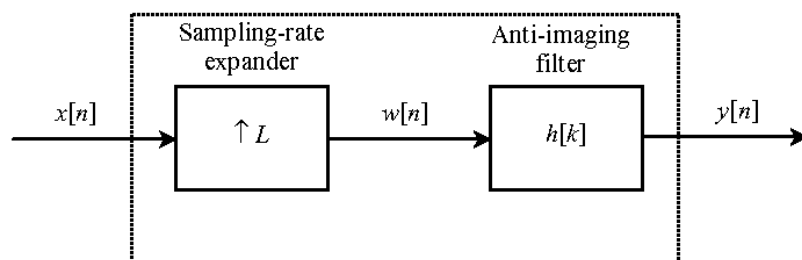 Sampling-rate
expander
Anti-imaging
filter
x[n]
↑ L
w[n]
h[k]
y[n]